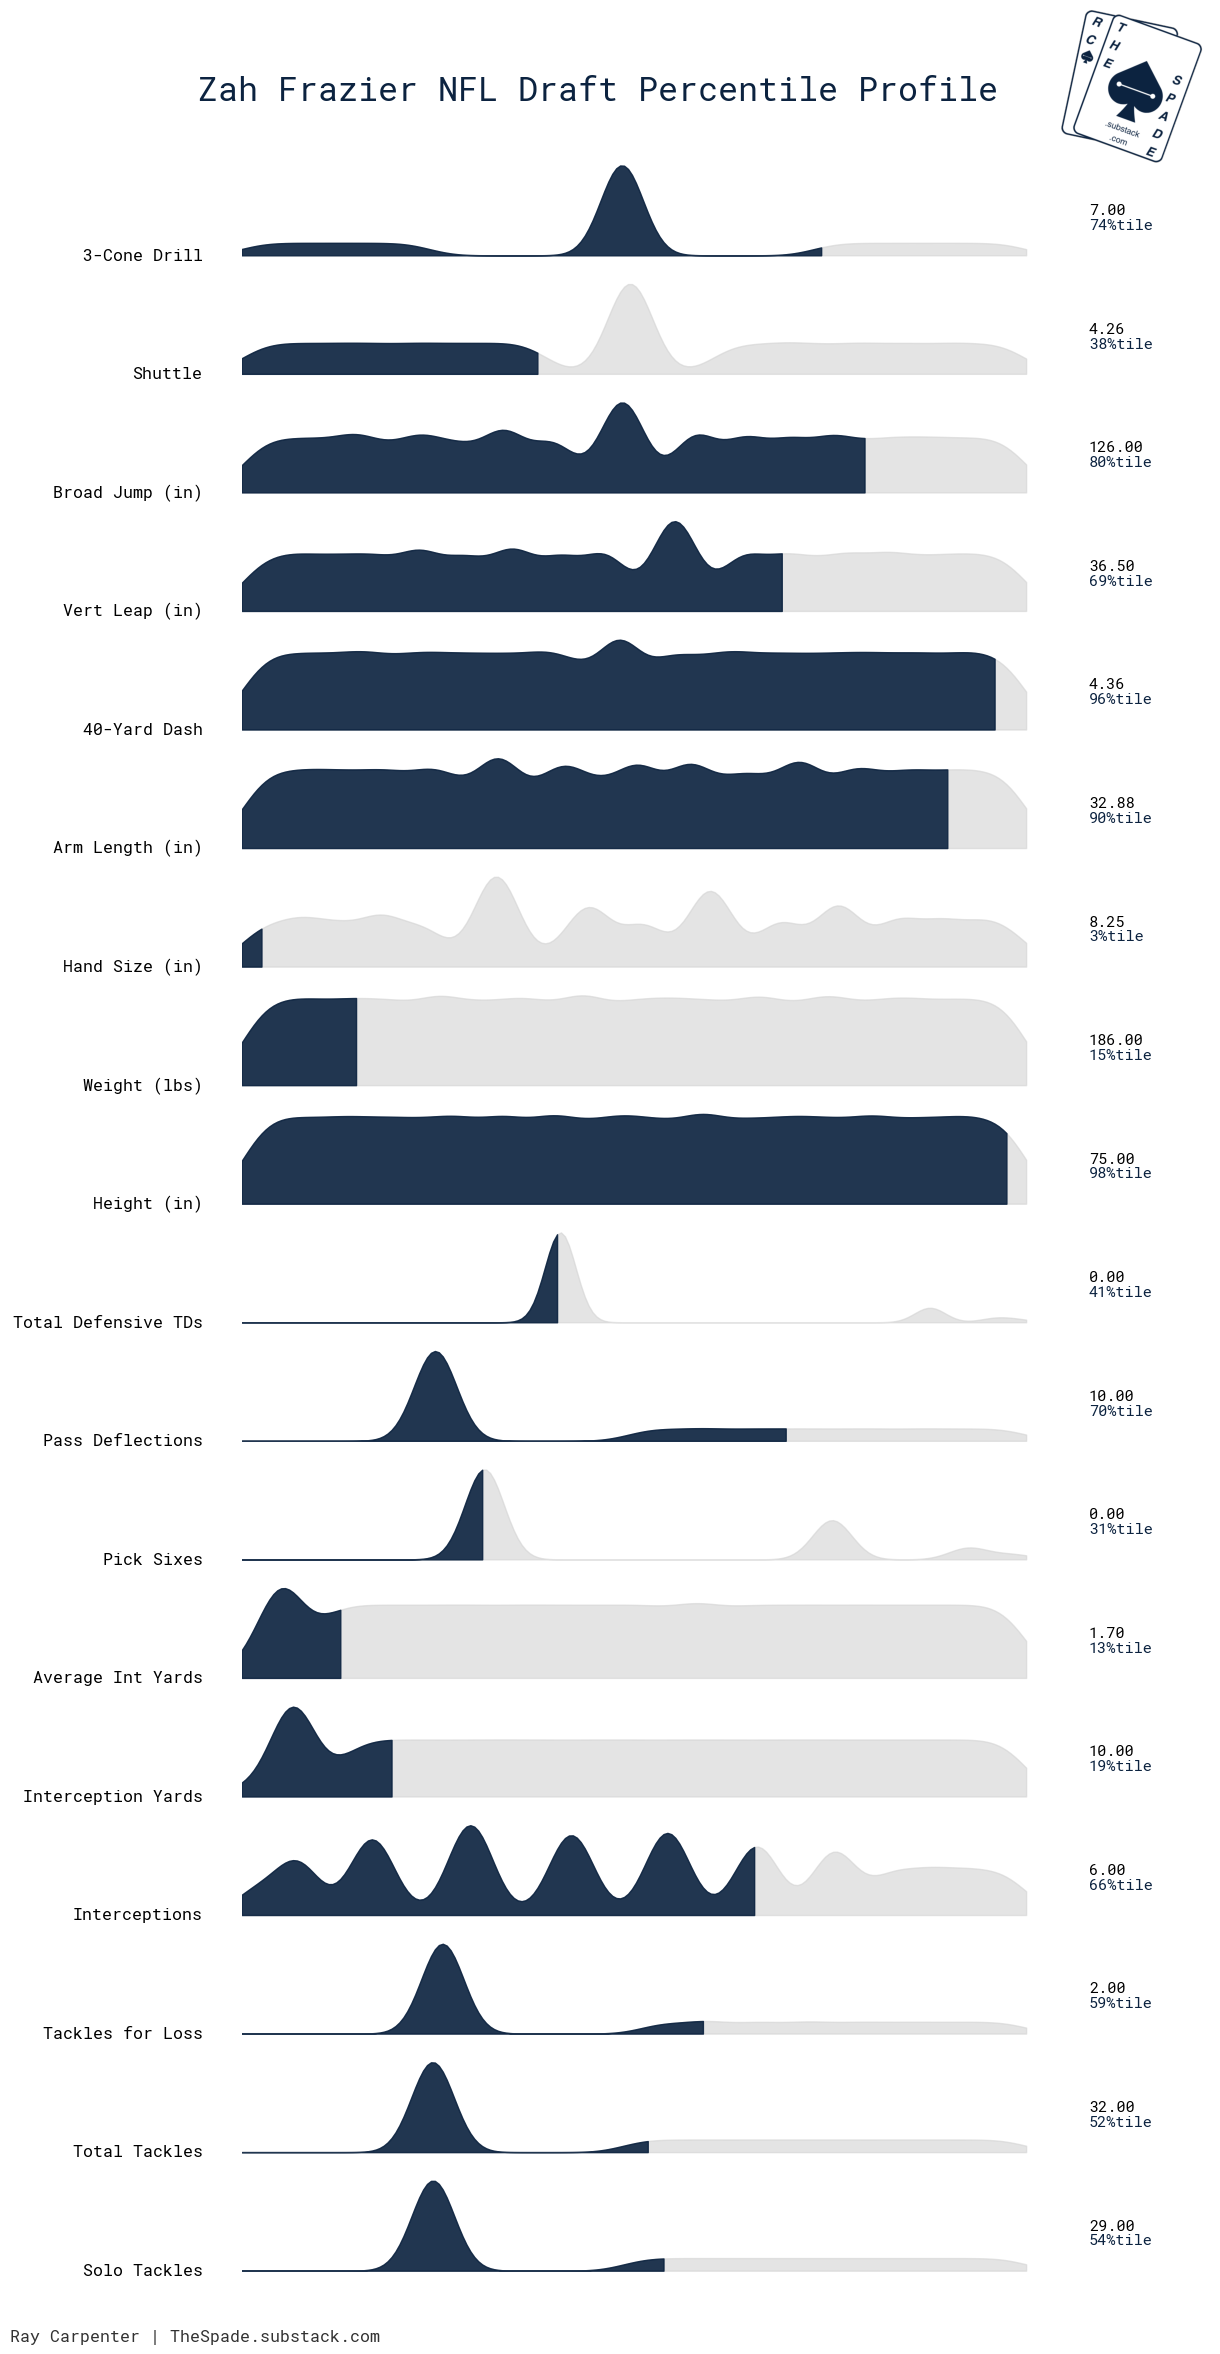 R
C
T
H
E
S
P
A
D
E
.substack
.com
Zah Frazier NFL Draft Percentile Profile
7.00
74%tile
3-Cone Drill
4.26
38%tile
Shuttle
126.00
80%tile
Broad Jump (in)
36.50
69%tile
Vert Leap (in)
4.36
96%tile
40-Yard Dash
32.88
90%tile
Arm Length (in)
8.25
3%tile
Hand Size (in)
186.00
15%tile
Weight (lbs)
75.00
98%tile
Height (in)
0.00
41%tile
Total Defensive TDs
10.00
70%tile
Pass Deflections
0.00
31%tile
Pick Sixes
1.70
13%tile
Average Int Yards
10.00
19%tile
Interception Yards
6.00
66%tile
Interceptions
2.00
59%tile
Tackles for Loss
32.00
52%tile
Total Tackles
29.00
54%tile
Solo Tackles
Ray Carpenter | TheSpade.substack.com